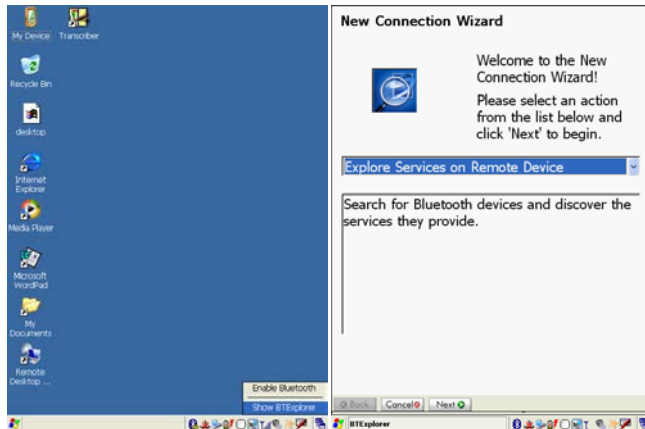 My Device
Transcriber
Recycle Bin
desktop
Internet
Explorer
Media Player
Microsoft
WordPad
My
Documents
Remote
Desktop ...
Enable Bluetooth
Show BTExplorer
New Connection Wizard
Welcome to the New
Connection Wizard!
Please select an action
from the list below and
click 'Next' to begin.
Explore Services on Remote Device
Search for Bluetooth devices and discover the
services they provide.
Back
Cancel
Next
BTExplorer